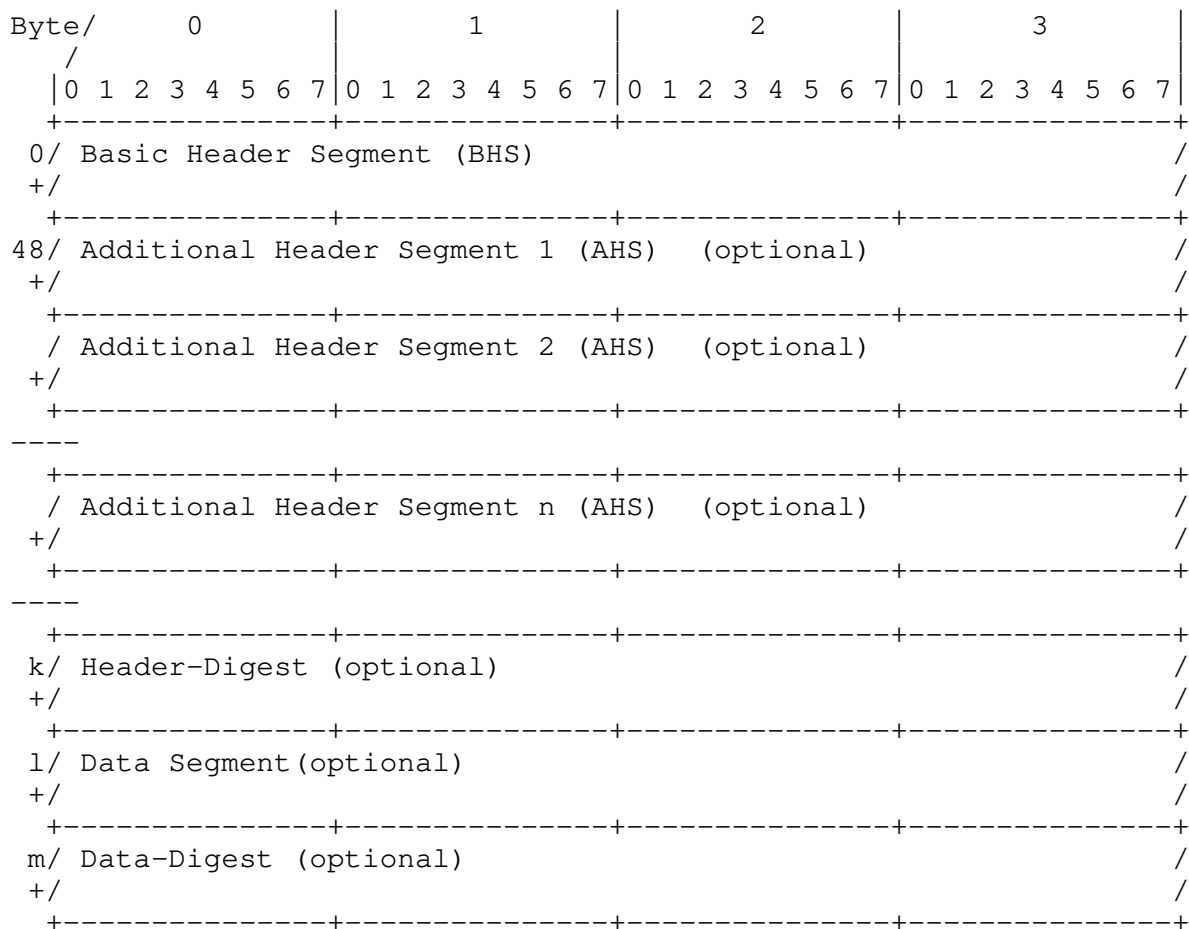 Byte/     0       |       1       |       2       |       3       |
   /              |               |               |               |
  |0 1 2 3 4 5 6 7|0 1 2 3 4 5 6 7|0 1 2 3 4 5 6 7|0 1 2 3 4 5 6 7|
  +---------------+---------------+---------------+---------------+
 0/ Basic Header Segment (BHS)                                    /
 +/                                                               /
  +---------------+---------------+---------------+---------------+
48/ Additional Header Segment 1 (AHS)  (optional)                 /
 +/                                                               /
  +---------------+---------------+---------------+---------------+
  / Additional Header Segment 2 (AHS)  (optional)                 /
 +/                                                               /
  +---------------+---------------+---------------+---------------+
----
  +---------------+---------------+---------------+---------------+
  / Additional Header Segment n (AHS)  (optional)                 /
 +/                                                               /
  +---------------+---------------+---------------+---------------+
----
  +---------------+---------------+---------------+---------------+
 k/ Header-Digest (optional)                                      /
 +/                                                               /
  +---------------+---------------+---------------+---------------+
 l/ Data Segment(optional)                                        /
 +/                                                               /
  +---------------+---------------+---------------+---------------+
 m/ Data-Digest (optional)                                        /
 +/                                                               /
  +---------------+---------------+---------------+---------------+